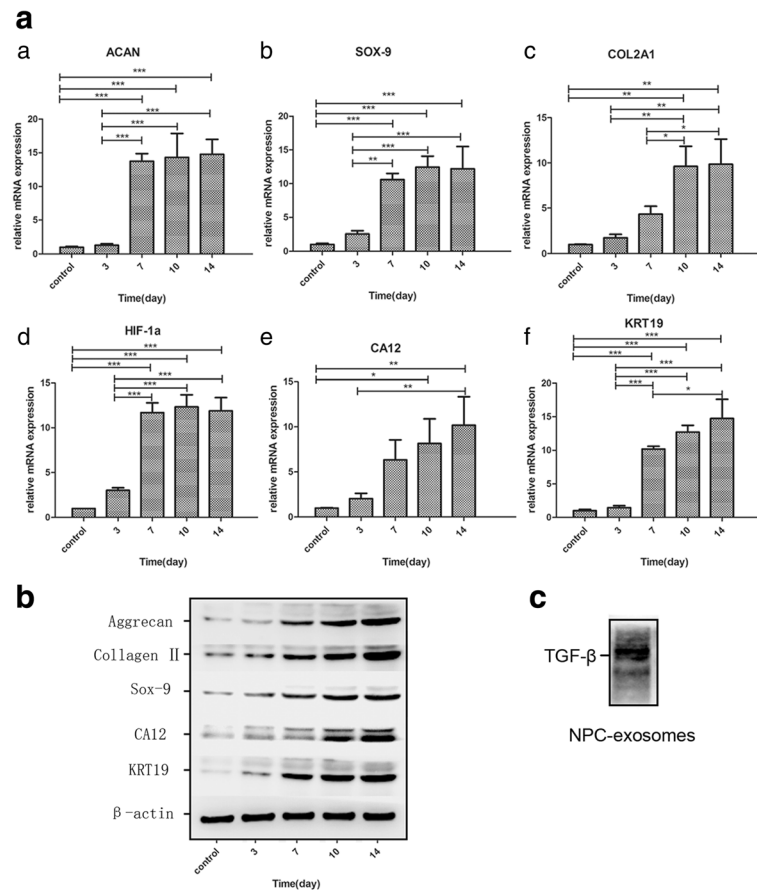 a
a
ACAN
relative mRNA expression
20
15
10
5
0
***
***
***
***
***
***
control
3
7
10
14
Time(day)
b
SOX-9
relative mRNA expression
20
15
10
5
0
***
***
***
***
***
**
control
3
7
10
14
Time(day)
c
COL2A1
relative mRNA expression
20
15
10
5
0
**
**
**
**
*
*
control
3
7
10
14
Time(day)
d
HIF-1a
relative mRNA expression
15
10
5
0
***
***
***
***
***
***
control
3
7
10
14
Time(day)
e
CA12
relative mRNA expression
15
10
5
0
**
*
**
control
3
7
10
14
Time(day)
f
KRT19
relative mRNA expression
20
15
10
5
0
***
***
***
***
***
***
*
control
3
7
10
14
Time(day)
b
Aggrecan
Collagen Ⅱ
Sox-9
CA12
KRT19
β-actin
control
3
7
10
14
Time(day)
c
TGF-β
NPC-exosomes